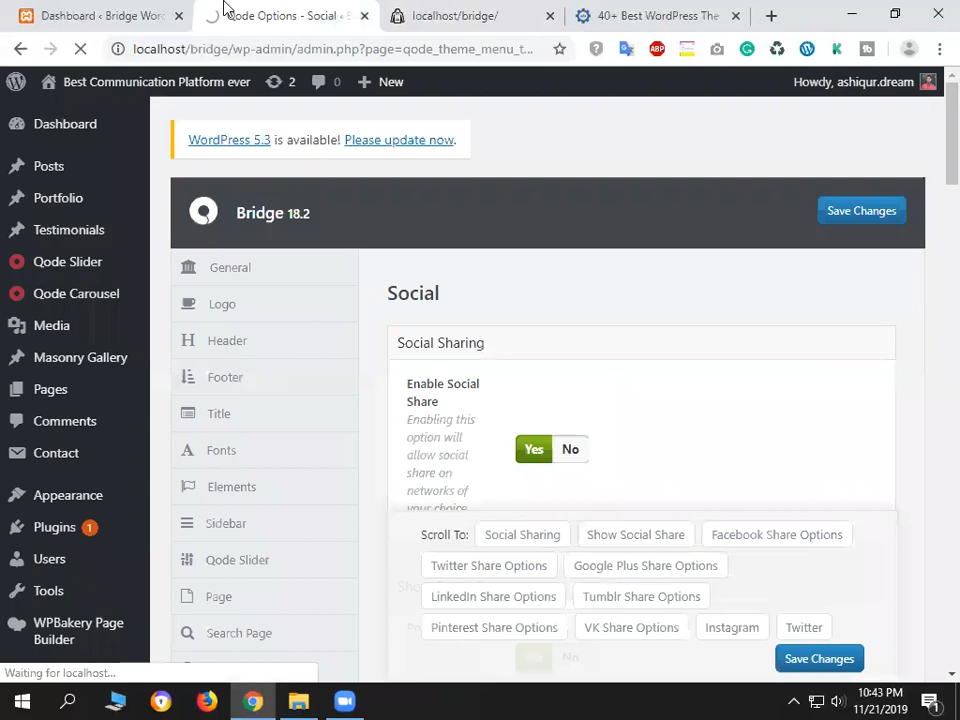 Dashboard ‹ Bridge Wor
Qode Options - Social ‹ B
localhost/bridge/
40+ Best WordPress The
localhost/bridge/wp-admin/admin.php?page=qode_theme_menu_t...
Best Communication Platform ever
2
0
New
Howdy, ashiqur.dream
Dashboard
Posts
Portfolio
Testimonials
Qode Slider
Qode Carousel
Media
Masonry Gallery
Pages
Comments
Contact
Appearance
Plugins 1
Users
Tools
WPBakery Page
Builder
WordPress 5.3 is available! Please update now.
Bridge 18.2
Save Changes
General
Logo
Header
Footer
Title
Fonts
Elements
Sidebar
Qode Slider
Page
Search Page
Social
Social Sharing
Enable Social
Share
Enabling this
option will
allow social
share on
networks of
your choice
Yes No
Scroll To: Social Sharing Show Social Share Facebook Share Options
Twitter Share Options Google Plus Share Options
LinkedIn Share Options Tumblr Share Options
Pinterest Share Options VK Share Options Instagram Twitter
Save Changes
Waiting for localhost...
10:43 PM
11/21/2019
1